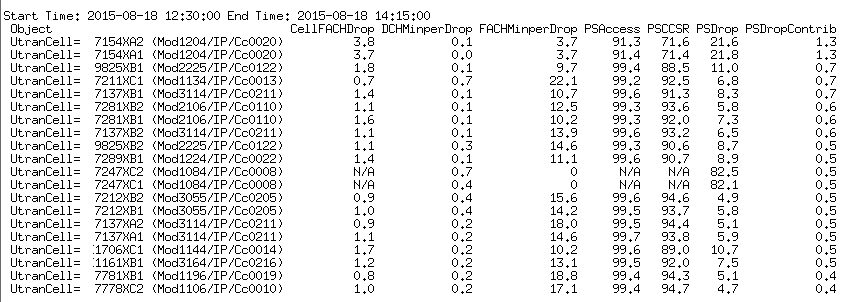 Start Time: 2015-08-18 12:30:00 End Time: 2015-08-18 14:15:00
Object CellFACHDrop DCHMinperDrop FACHMinperDrop PSAccess PSCCSR PSDrop PSDropContrib
UtranCell= 7154XA2 (Mod1204/IP/Cc0020) 3.8 0.1 3.7 91.3 71.6 21.6 1.3
UtranCell= 7154XA1 (Mod1204/IP/Cc0020) 3.7 0.0 3.7 91.4 71.4 21.8 1.3
UtranCell= 9825XB1 (Mod2225/IP/Cc0122) 1.8 0.1 9.7 99.4 88.5 11.0 0.7
UtranCell= 7211XC1 (Mod1134/IP/Cc0013) 0.7 0.7 22.1 99.2 92.5 6.8 0.7
UtranCell= 7137XB1 (Mod3114/IP/Cc0211) 1.4 0.1 10.7 99.6 91.3 8.3 0.7
UtranCell= 7281XB2 (Mod2106/IP/Cc0110) 1.1 0.1 12.5 99.3 93.6 5.8 0.6
UtranCell= 7281XB1 (Mod2106/IP/Cc0110) 1.6 0.1 10.2 99.3 92.0 7.3 0.6
UtranCell= 7137XB2 (Mod3114/IP/Cc0211) 1.1 0.1 13.9 99.6 93.2 6.5 0.6
UtranCell= 9825XB2 (Mod2225/IP/Cc0122) 1.1 0.3 14.6 99.3 90.6 8.7 0.5
UtranCell= 7289XB1 (Mod1224/IP/Cc0022) 1.4 0.1 11.1 99.6 90.7 8.9 0.5
UtranCell= 7247XC2 (Mod1084/IP/Cc0008) N/A 0.7 0 N/A N/A 82.5 0.5
UtranCell= 7247XC1 (Mod1084/IP/Cc0008) N/A 0.4 0 N/A N/A 82.1 0.5
UtranCell= 7212XB2 (Mod3055/IP/Cc0205) 0.9 0.4 15.6 99.6 94.6 4.9 0.5
UtranCell= 7212XB1 (Mod3055/IP/Cc0205) 1.0 0.4 14.2 99.5 93.7 5.8 0.5
UtranCell= 7137XA2 (Mod3114/IP/Cc0211) 0.9 0.2 18.0 99.5 94.4 5.1 0.5
UtranCell= 7137XA1 (Mod3114/IP/Cc0211) 1.1 0.2 14.6 99.7 93.8 5.9 0.5
UtranCell= 1706XC1 (Mod1144/IP/Cc0014) 1.7 0.2 10.2 99.6 89.0 10.7 0.5
UtranCell= 1161XB1 (Mod3164/IP/Cc0216) 1.2 0.2 13.1 99.5 92.0 7.5 0.5
UtranCell= 7781XB1 (Mod1196/IP/Cc0019) 0.8 0.2 18.8 99.4 94.3 5.1 0.4
UtranCell= 7778XC2 (Mod1106/IP/Cc0010) 1.0 0.2 17.1 99.4 94.7 4.7 0.4